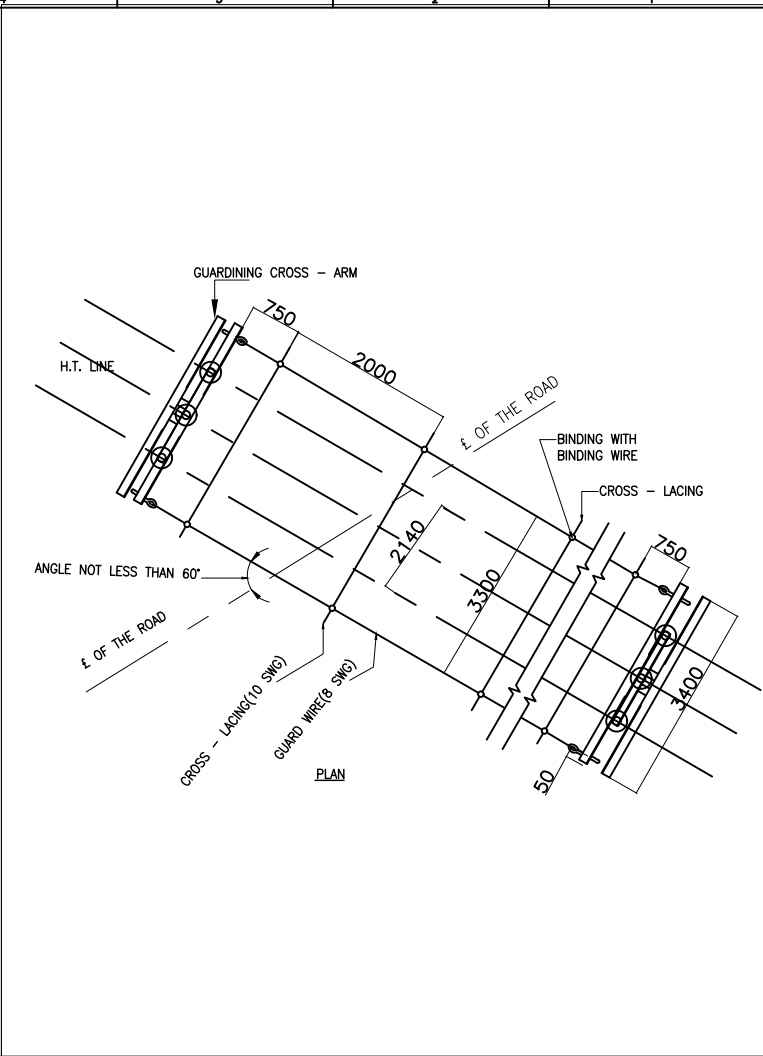 GUARDINING CROSS - ARM
750
2000
H.T. LINE
£ OF THE ROAD
BINDING WITH
BINDING WIRE
CROSS - LACING
2140
3300
750
ANGLE NOT LESS THAN 60°
£ OF THE ROAD
CROSS - LACING(10 SWG)
GUARD WIRE(8 SWG)
3400
50
PLAN